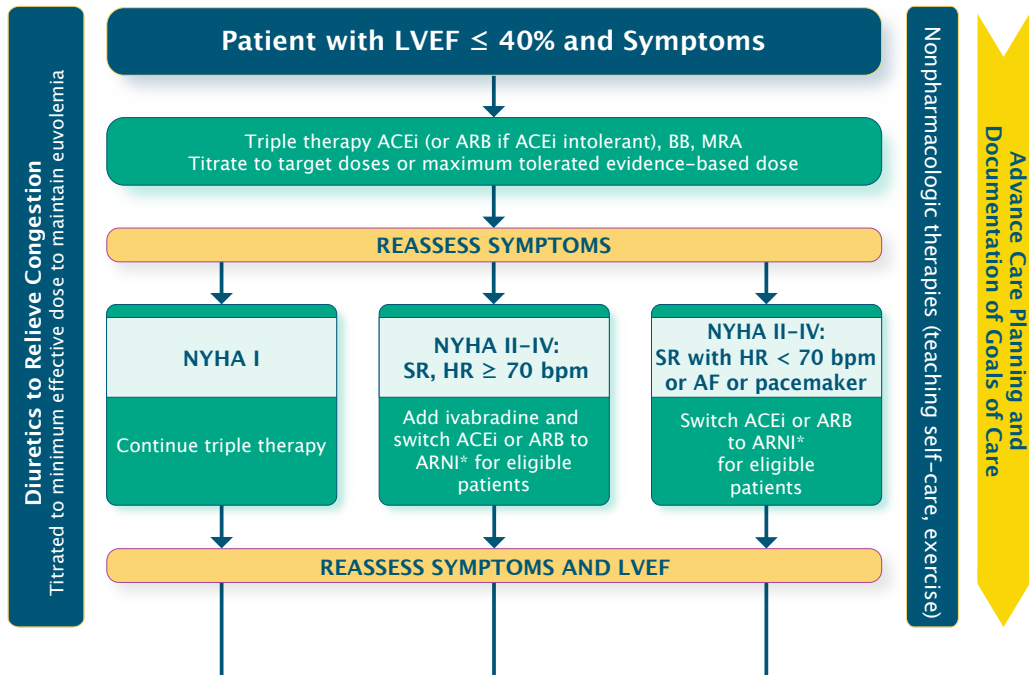 Diuretics to Relieve Congestion
Titrated to minimum effective dose to maintain euvolemia
Patient with LVEF ≤ 40% and Symptoms
Triple therapy ACEi (or ARB if ACEi intolerant), BB, MRA
Titrate to target doses or maximum tolerated evidence-based dose
REASSESS SYMPTOMS
NYHA I
Continue triple therapy
NYHA II–IV:
SR, HR ≥ 70 bpm
Add ivabradine and
switch ACEi or ARB to
ARNI* for eligible
patients
NYHA II–IV:
SR with HR < 70 bpm
or AF or pacemaker
Switch ACEi or ARB
to ARNI*
for eligible
patients
REASSESS SYMPTOMS AND LVEF
Nonpharmacologic therapies (teaching self-care, exercise)
Advance Care Planning and
Documentation of Goals of Care